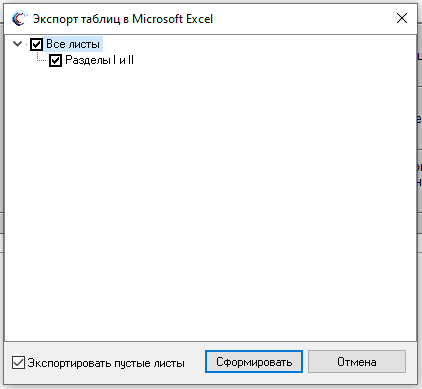 Экспорт таблиц в Microsoft Excel
Все листы
Разделы I и II
Экспортировать пустые листы
Сформировать
Отмена